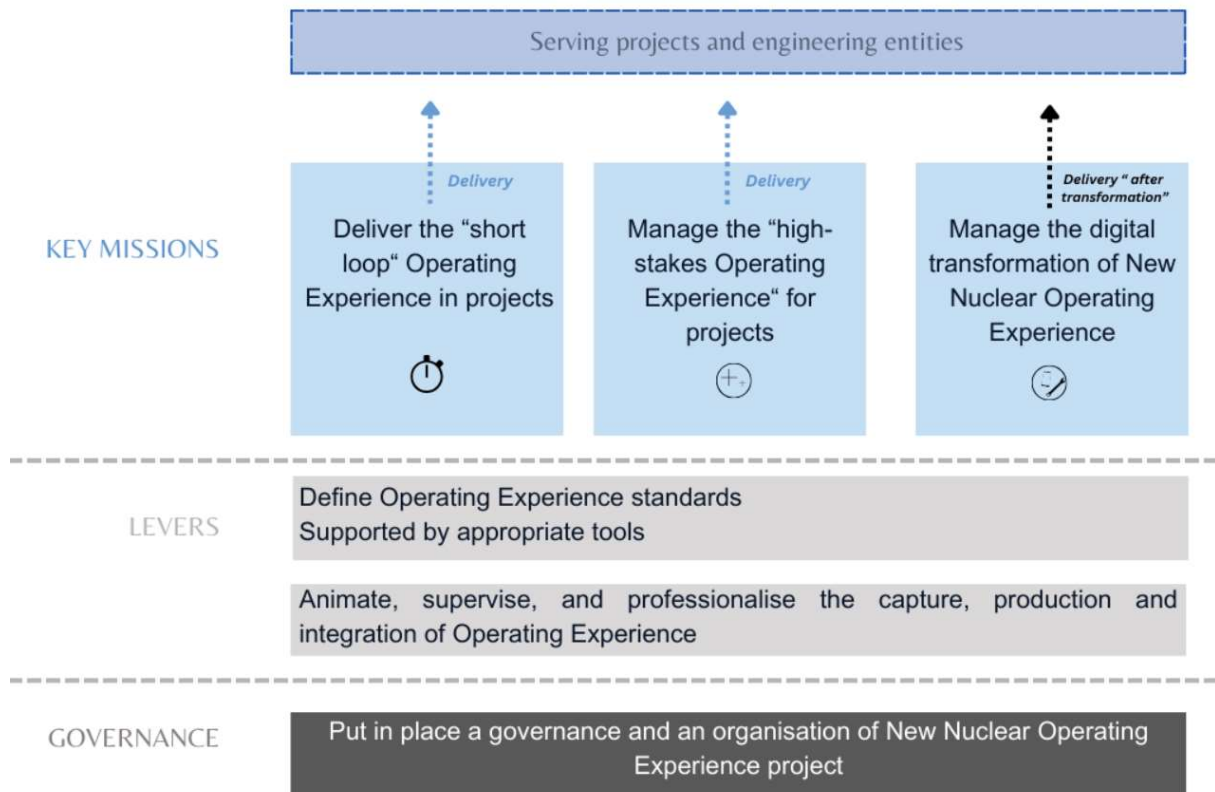 Serving projects and engineering entities
KEY MISSIONS
Delivery
Deliver the “short
loop“ Operating
Experience in projects
Delivery
Manage the “high-
stakes Operating
Experience“ for
projects
Delivery “ after
transformation”
Manage the digital
transformation of New
Nuclear Operating
Experience
LEVERS
Define Operating Experience standards
Supported by appropriate tools
Animate, supervise, and professionalise the capture, production and
integration of Operating Experience
GOVERNANCE
Put in place a governance and an organisation of New Nuclear Operating
Experience project